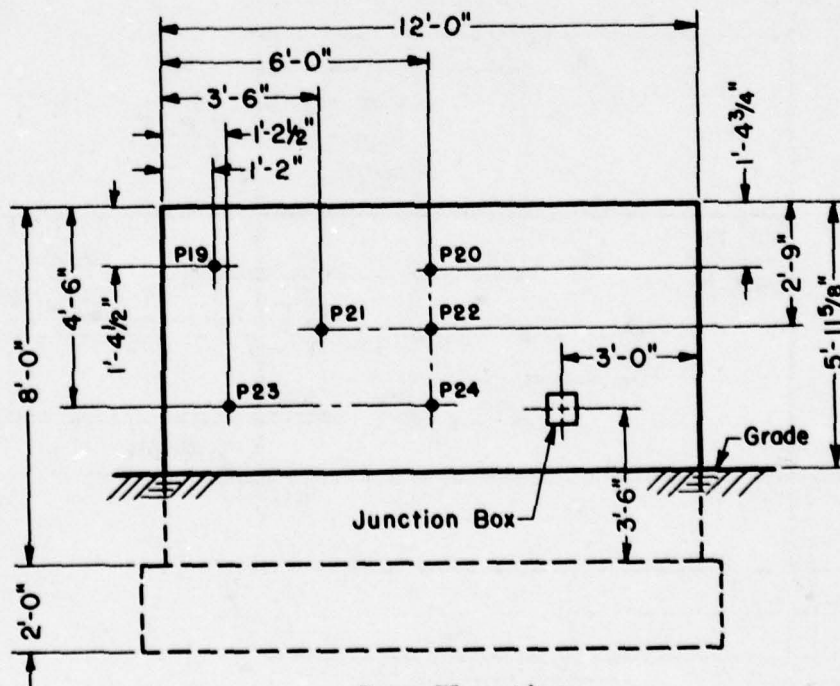 12'-0"
6'-0"
3'-6"
1'-2½"
1'-2"
1'-4¾"
P19
P20
4'-6"
1'-4½"
2'-9"
P21
P22
8'-0"
3'-0"
5'-11⅝"
P23
P24
Grade
Junction Box
3'-6"
2'-0"